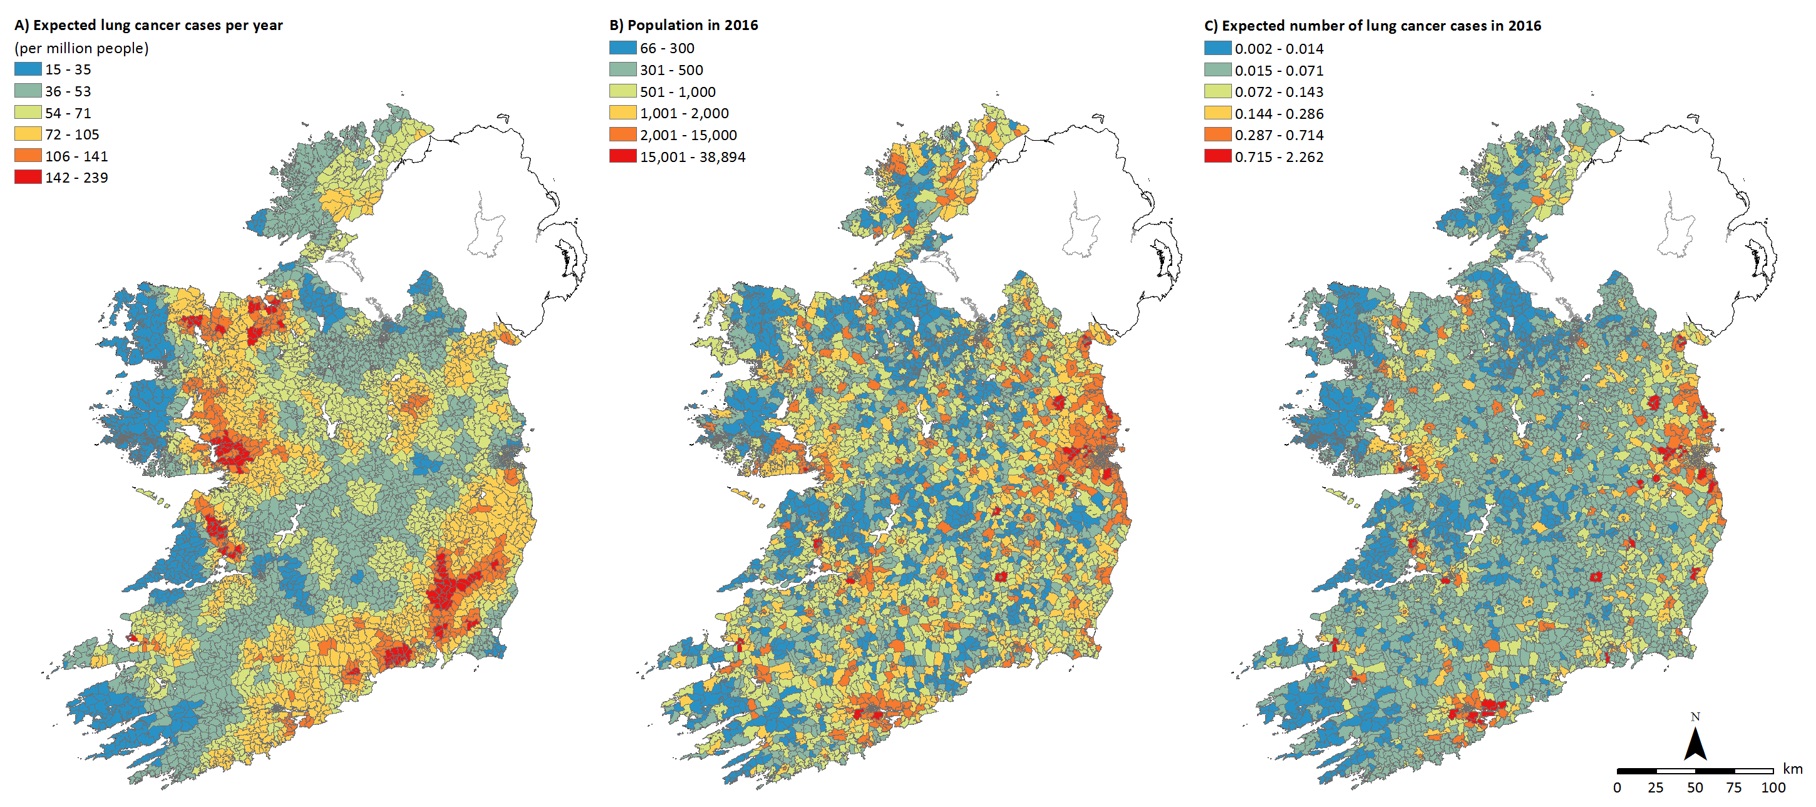 A) Expected lung cancer cases per year
(per million people)
15 - 35
36 - 53
54 - 71
72 - 105
106 - 141
142 - 239
B) Population in 2016
66 - 300
301 - 500
501 - 1,000
1,001 - 2,000
2,001 - 15,000
15,001 - 38,894
C) Expected number of lung cancer cases in 2016
0.002 - 0.014
0.015 - 0.071
0.072 - 0.143
0.144 - 0.286
0.287 - 0.714
0.715 - 2.262
N
km
0 25 50 75 100